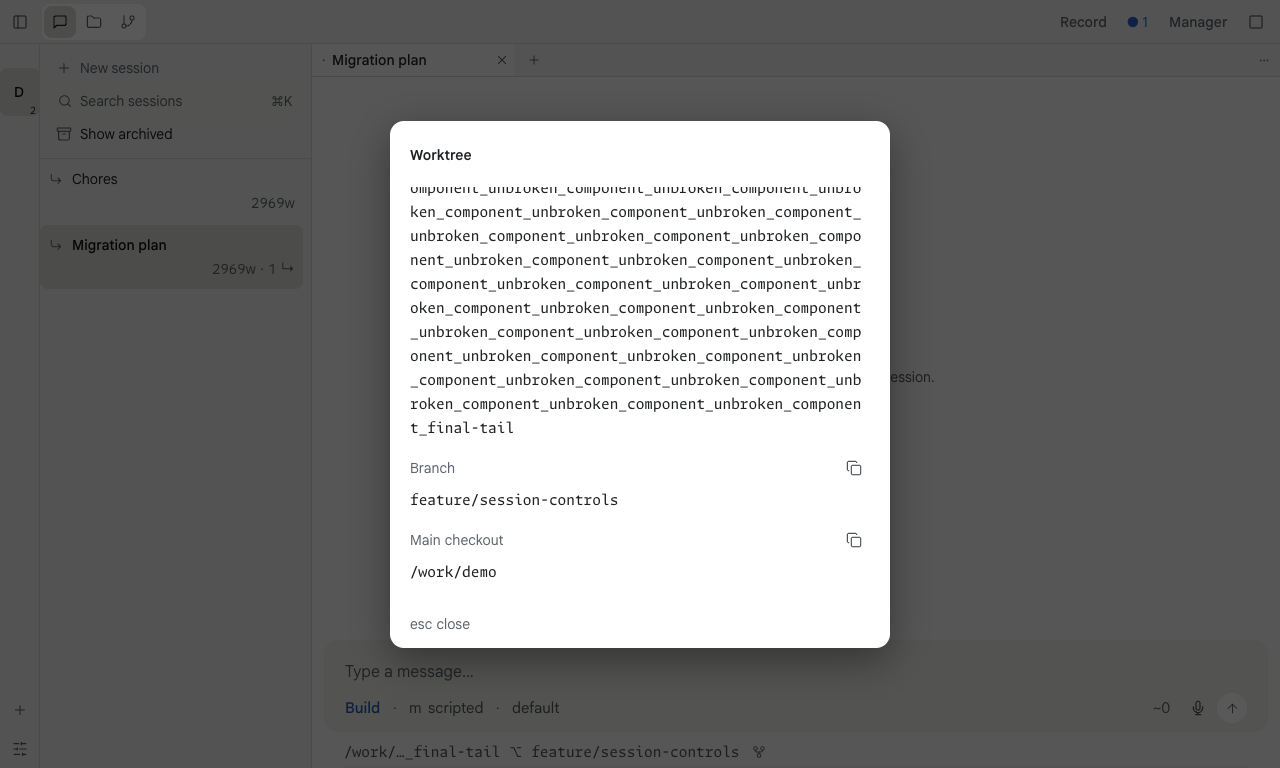 Record
1
Manager
D
2
New session
Search sessions
⌘K
Show archived
Chores
2969w
Migration plan
2969w · 1
· Migration plan
Worktree
omponent_unbroken_component_unbroken_component_unbro
ken_component_unbroken_component_unbroken_component_
unbroken_component_unbroken_component_unbroken_compo
nent_unbroken_component_unbroken_component_unbroken_
component_unbroken_component_unbroken_component_unbr
oken_component_unbroken_component_unbroken_component
_unbroken_component_unbroken_component_unbroken_comp
onent_unbroken_component_unbroken_component_unbroken
_component_unbroken_component_unbroken_component_unb
roken_component_unbroken_component_unbroken_componen
t_final-tail
Branch
feature/session-controls
Main checkout
/work/demo
esc close
ession.
Type a message…
Build · m scripted · default
~0
/work/…_final-tail ⌥ feature/session-controls